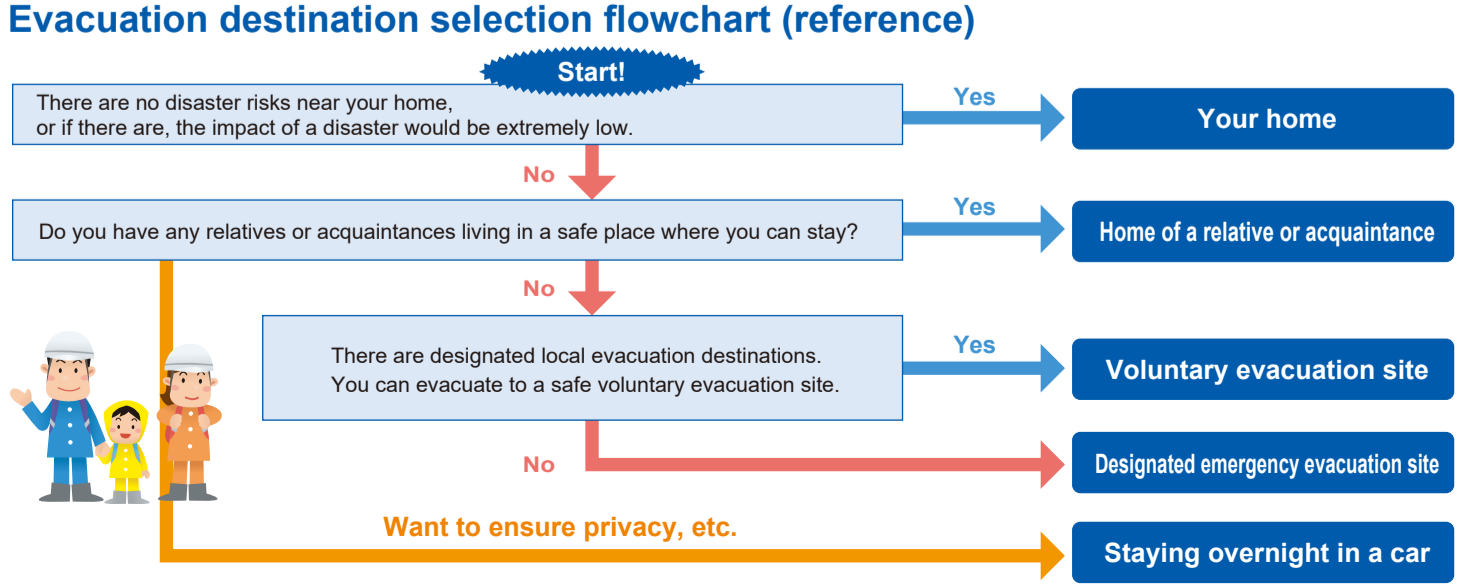 Evacuation destination selection flowchart (reference)
Start!
There are no disaster risks near your home,
or if there are, the impact of a disaster would be extremely low.
Yes
Your home
No
Do you have any relatives or acquaintances living in a safe place where you can stay?
Yes
Home of a relative or acquaintance
No
There are designated local evacuation destinations.
You can evacuate to a safe voluntary evacuation site.
Yes
Voluntary evacuation site
No
Designated emergency evacuation site
Want to ensure privacy, etc.
Staying overnight in a car